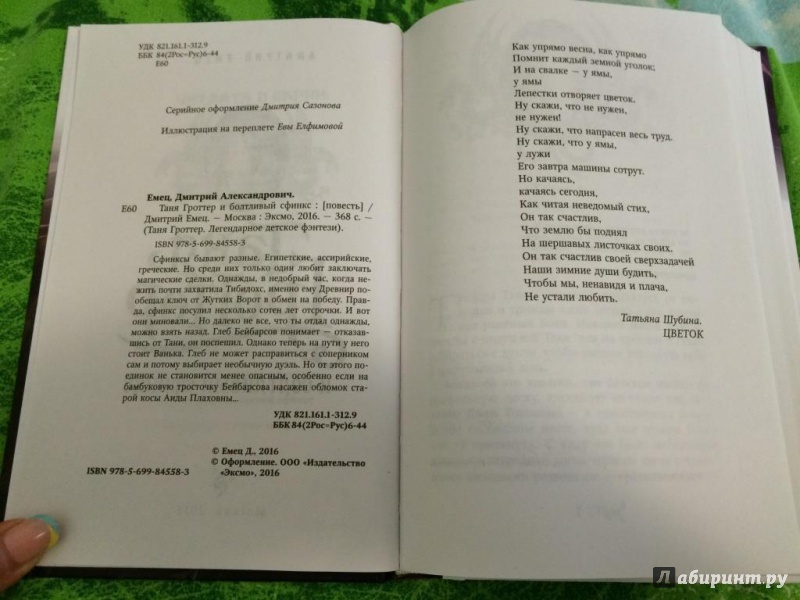 УДК 821.161.1-312.9
ББК 84(2Рос=Рус)6-44
Е60
Серийное оформление Дмитрия Сазонова
Иллюстрация на переплете Евы Елфимовой
Емец, Дмитрий Александрович.
Е60 Таня Гроттер и болтливый сфинкс : [повесть] /
Дмитрий Емец. — Москва : Эксмо, 2016. — 368 с. —
(Таня Гроттер. Легендарное детское фэнтези).
ISBN 978-5-699-84558-3
Сфинксы бывают разные. Египетские, ассирийские,
греческие. Но среди них только один любит заключать
магические сделки. Однажды, в недобрый час, когда не-
жить почти захватила Тибидохс, именно ему Древнир по-
обещал ключ от Жутких Ворот в обмен на победу. Прав-
да, сфинкс посулил несколько сотен лет отсрочки. И вот
они миновали... Но далеко не все, что ты отдал однажды,
можно взять назад. Глеб Бейбарсов понимает — отказав-
шись от Тани, он поспешил. Однако теперь на пути у него
стоит Ванька. Глеб не может расправиться с соперником
сам и потому выбирает необычную дуэль. Но от этого по-
единок не становится менее опасным, особенно если на
бамбуковую тросточку Бейбарсова насажен обломок ста-
рой косы Аиды Плаховны...
УДК 821.161.1-312.9
ББК 84(2Рос=Рус)6-44
© Емец Д., 2016
© Оформление. ООО «Издательство
ISBN 978-5-699-84558-3 «Эксмо», 2016
Как упрямо весна, как упрямо
Помнит каждый земной уголок;
И на свалке — у ямы,
у ямы
Лепестки отворяет цветок.
Ну скажи, что не нужен,
не нужен!
Ну скажи, что напрасен весь труд.
Ну скажи, что у ямы,
у лужи
Его завтра машины сотрут.
Но качаясь,
качаясь сегодня,
Как читая неведомый стих,
Он так счастлив,
Что землю бы поднял
На шершавых листочках своих.
Он так счастлив своей сверхзадачей
Наши зимние души будить,
Чтобы мы, ненавидя и плача,
Не устали любить.
Татьяна Шубина.
ЦВЕТОК
Лабиринт.ру